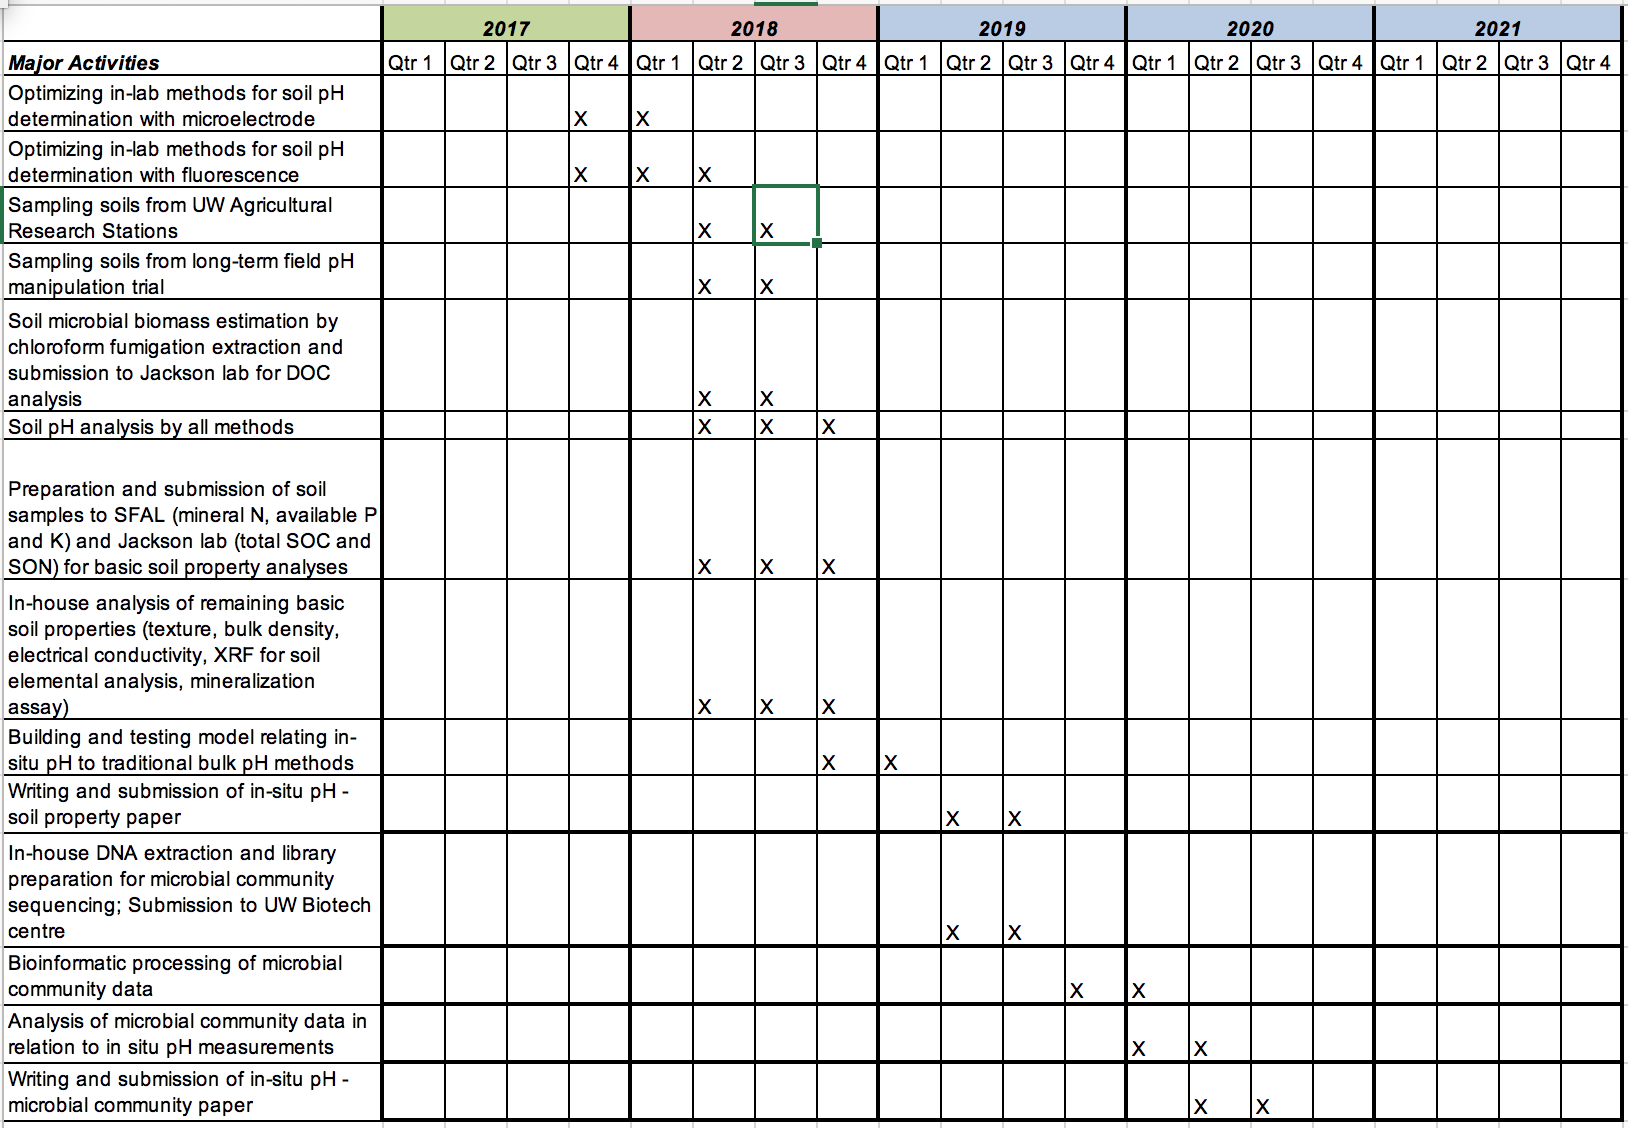 2017 2018 2019 2020 2021
Major Activities Qtr 1 Qtr 2 Qtr 3 Qtr 4 Qtr 1 Qtr 2 Qtr 3 Qtr 4 Qtr 1 Qtr 2 Qtr 3 Qtr 4 Qtr 1 Qtr 2 Qtr 3 Qtr 4 Qtr 1 Qtr 2 Qtr 3 Qtr 4
Optimizing in-lab methods for soil pH
determination with microelectrode X X
Optimizing in-lab methods for soil pH
determination with fluorescence X X X
Sampling soils from UW Agricultural
Research Stations X X
Sampling soils from long-term field pH
manipulation trial X X
Soil microbial biomass estimation by
chloroform fumigation extraction and
submission to Jackson lab for DOC
analysis X X
Soil pH analysis by all methods X X X
Preparation and submission of soil
samples to SFAL (mineral N, available P
and K) and Jackson lab (total SOC and
SON) for basic soil property analyses X X X
In-house analysis of remaining basic
soil properties (texture, bulk density,
electrical conductivity, XRF for soil
elemental analysis, mineralization
assay) X X X
Building and testing model relating in-
situ pH to traditional bulk pH methods X X
Writing and submission of in-situ pH -
soil property paper X X
In-house DNA extraction and library
preparation for microbial community
sequencing; Submission to UW Biotech
centre X X
Bioinformatic processing of microbial
community data X X
Analysis of microbial community data in
relation to in situ pH measurements X X
Writing and submission of in-situ pH -
microbial community paper X X